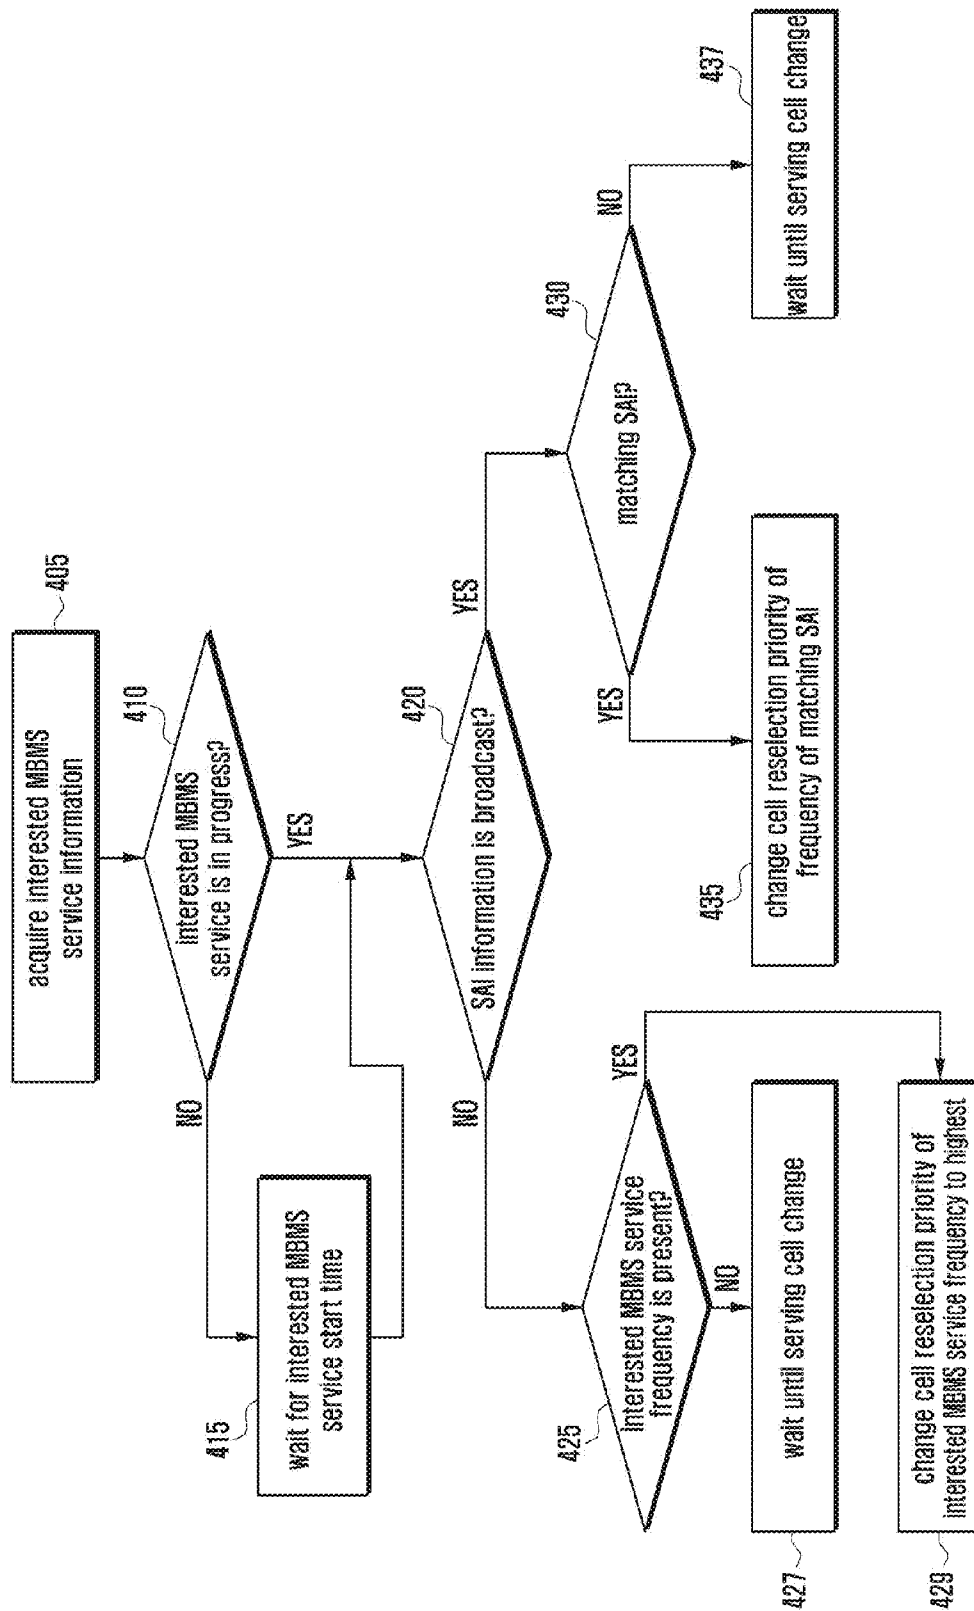 405
acquire interested MBMS
service information
410
interested MBMS
service is in progress?
NO
YES
415
wait for interested MBMS
service start time
420
SAI information is broadcast?
NO
YES
425
interested MBMS service
frequency is present?
YES
NO
430
matching SAI?
YES
NO
427
wait until serving cell change
435
change cell reselection priority of
frequency of matching SAI
437
wait until serving cell change
429
change cell reselection priority of
interested MBMS service frequency to highest